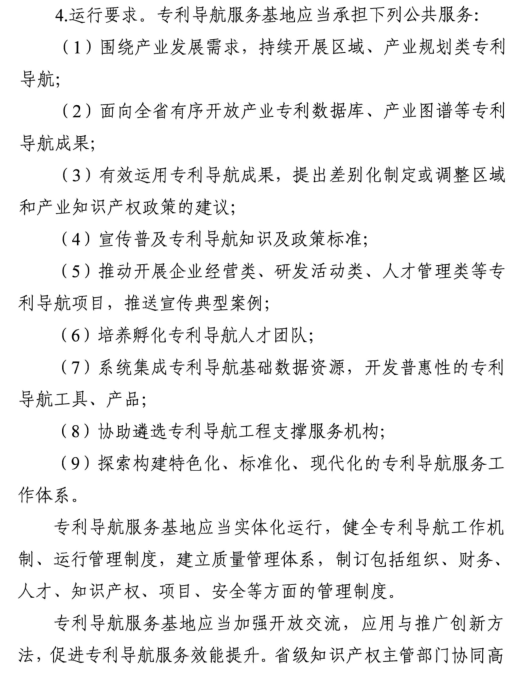 4.运行要求。专利导航服务基地应当承担下列公共服务：
（1）围绕产业发展需求，持续开展区域、产业规划类专利
导航；
（2）面向全省有序开放产业专利数据库、产业图谱等专利
导航成果；
（3）有效运用专利导航成果，提出差别化制定或调整区域
和产业知识产权政策的建议；
（4）宣传普及专利导航知识及政策标准；
（5）推动开展企业经营类、研发活动类、人才管理类等专
利导航项目，推送宣传典型案例；
（6）培养孵化专利导航人才团队；
（7）系统集成专利导航基础数据资源，开发普惠性的专利
导航工具、产品；
（8）协助遴选专利导航工程支撑服务机构；
（9）探索构建特色化、标准化、现代化的专利导航服务工
作体系。
专利导航服务基地应当实体化运行，健全专利导航工作机
制、运行管理制度，建立质量管理体系，制订包括组织、财务、
人才、知识产权、项目、安全等方面的管理制度。
专利导航服务基地应当加强开放交流，应用与推广创新方
法，促进专利导航服务效能提升。省级知识产权主管部门协同高